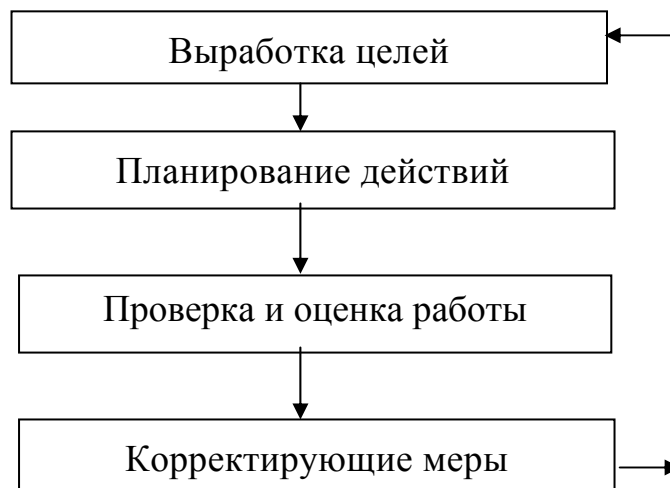 Выработка целей
Планирование действий
Проверка и оценка работы
Корректирующие меры